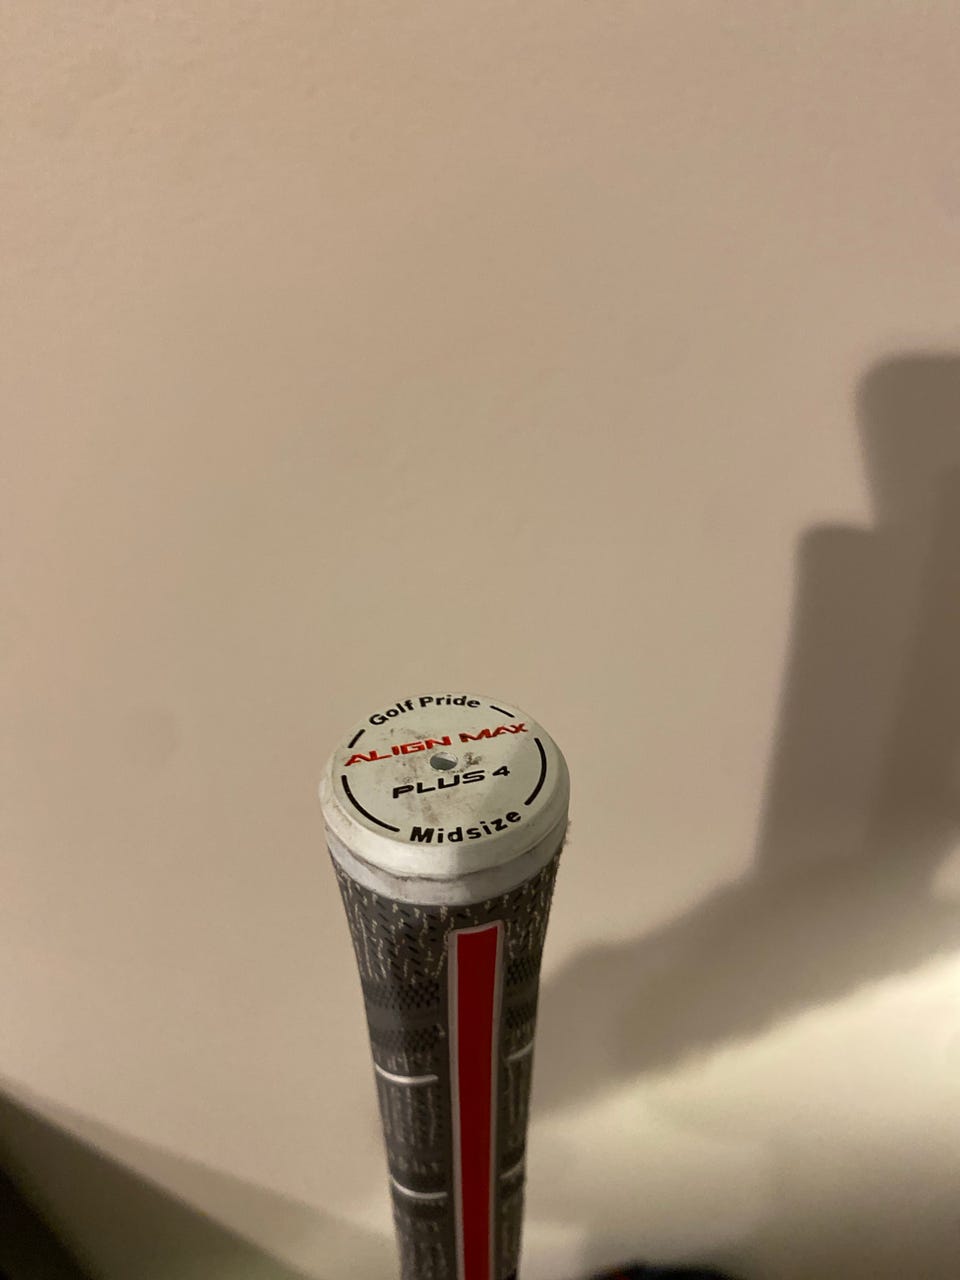 Golf Pride
ALIGN MAX
PLUS 4
Midsize